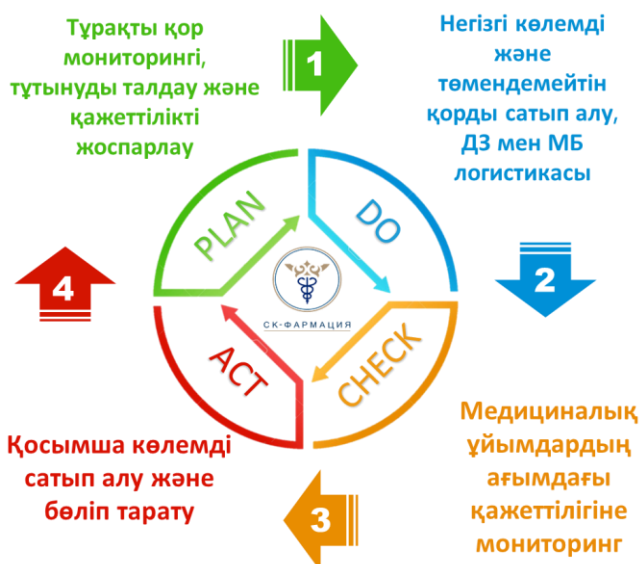 Тұрақты қор
мониторингі,
тұтынуды талдау және
қажеттілікті
жоспарлау
1
Негізгі көлемді
және
төмендемейтін
қорды сатып алу,
ДЗ мен МБ
логистикасы
PLAN
DO
4
2
СК-ФАРМАЦИЯ
ACT
CHECK
Қосымша көлемді
сатып алу және
бөліп тарату
3
Медициналық
ұйымдардың
ағымдағы
қажеттілігіне
мониторинг